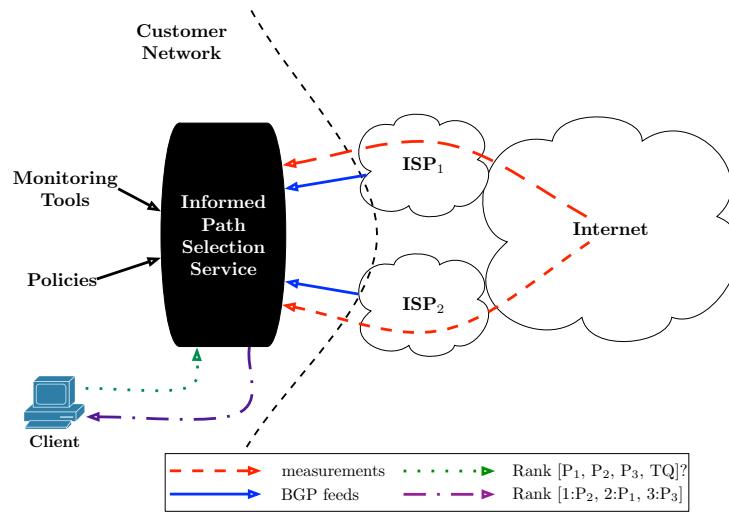 Customer
Network
Monitoring
Tools
Policies
Informed
Path
Selection
Service
ISP₁
ISP₂
Internet
Client
measurements
BGP feeds
Rank [P₁, P₂, P₃, TQ]?
Rank [1:P₂, 2:P₁, 3:P₃]